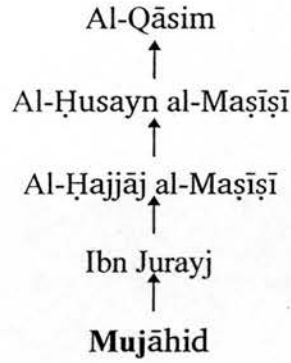 Al-Qāsim
Al-Ḥusayn al-Maṣīṣī
Al-Ḥajjāj al-Maṣīṣī
Ibn Jurayj
Mujāhid